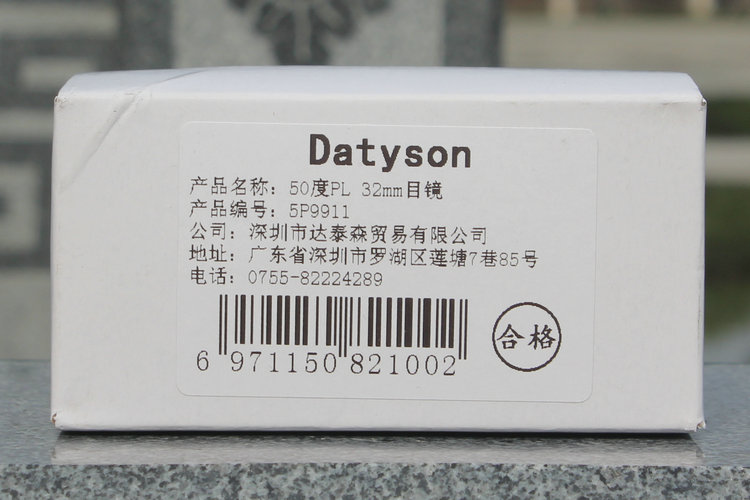 Datyson
产品名称: 50度PL 32mm目镜
产品编号: 5P9911
公司: 深圳市达泰森贸易有限公司
地址: 广东省深圳市罗湖区莲塘7巷85号
电话: 0755-82224289
6 971150 821002
合格